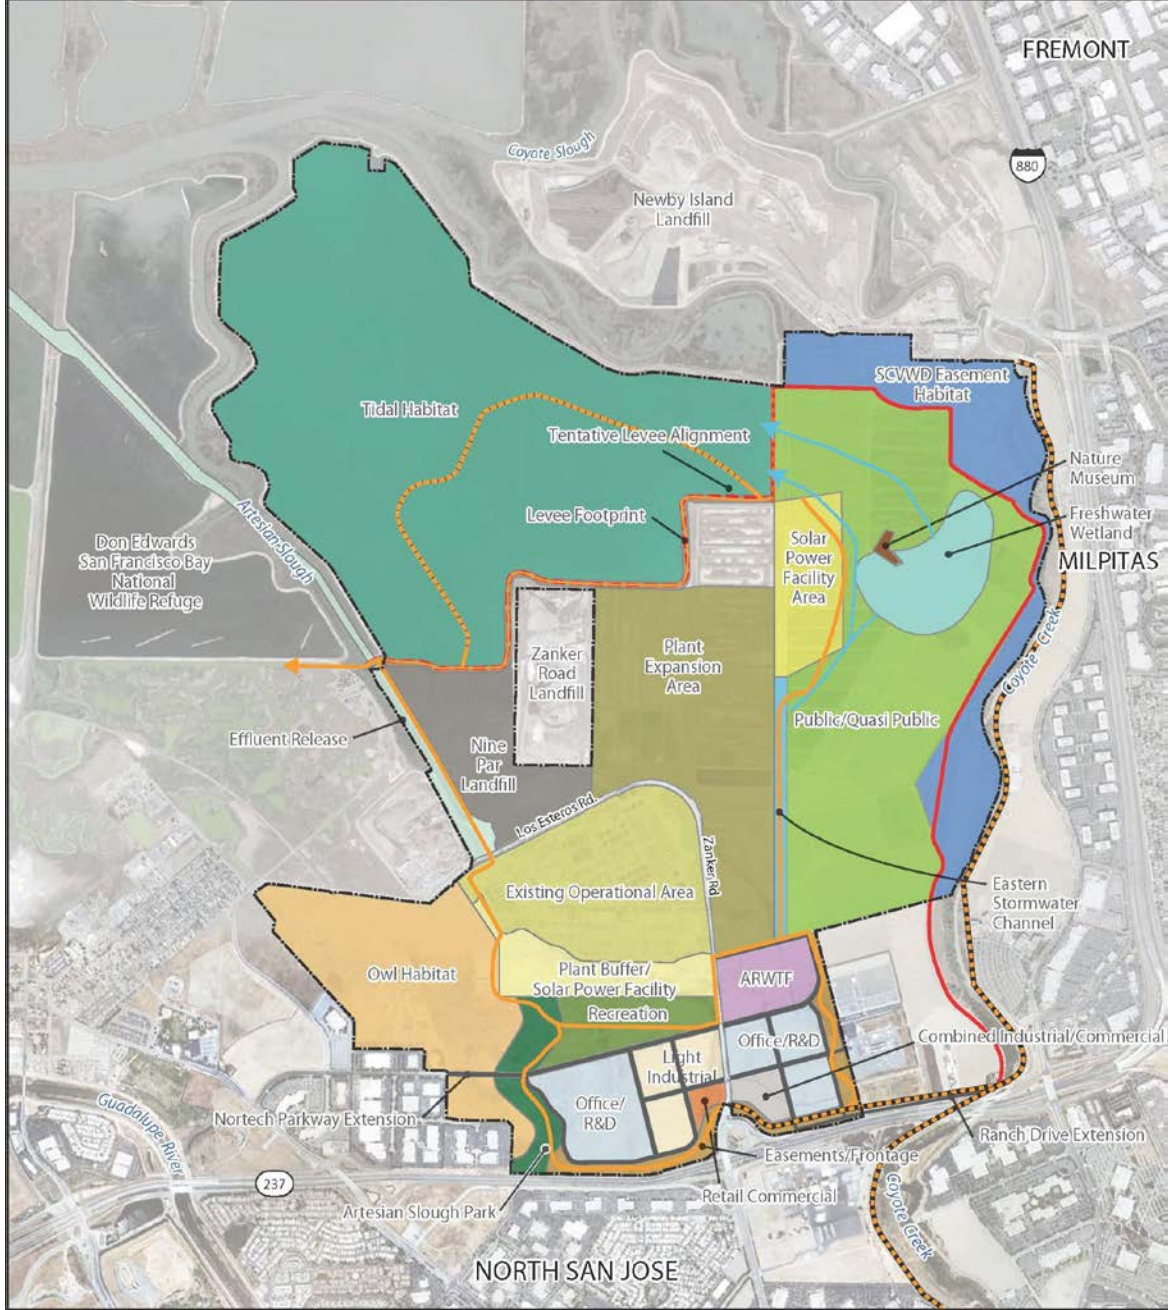 FREMONT
880
Coyote Slough
Newby Island
Landfill
SCVWD Easement
Habitat
Tidal Habitat
Tentative Levee Alignment
Nature
Museum
Levee Footprint
Freshwater
Wetland
Solar
Power
Facility
Area
MILPITAS
Artesian Slough
Don Edwards
San Francisco Bay
National
Wildlife Refuge
Zanker
Road
Landfill
Plant
Expansion
Area
Coyote Creek
Public/Quasi Public
Effluent Release
Nine
Par
Landfill
Los Esteros Rd.
Zanker Rd
Existing Operational Area
Eastern
Stormwater
Channel
Owl Habitat
Plant Buffer/
Solar Power Facility
ARWTF
Recreation
Combined Industrial/Commercial
Office/R&D
Light
Industrial
Office/
R&D
Nortech Parkway Extension
Guadalupe River
Ranch Drive Extension
Easements/Frontage
237
Retail Commercial
Artesian Slough Park
Coyote Creek
NORTH SAN JOSE